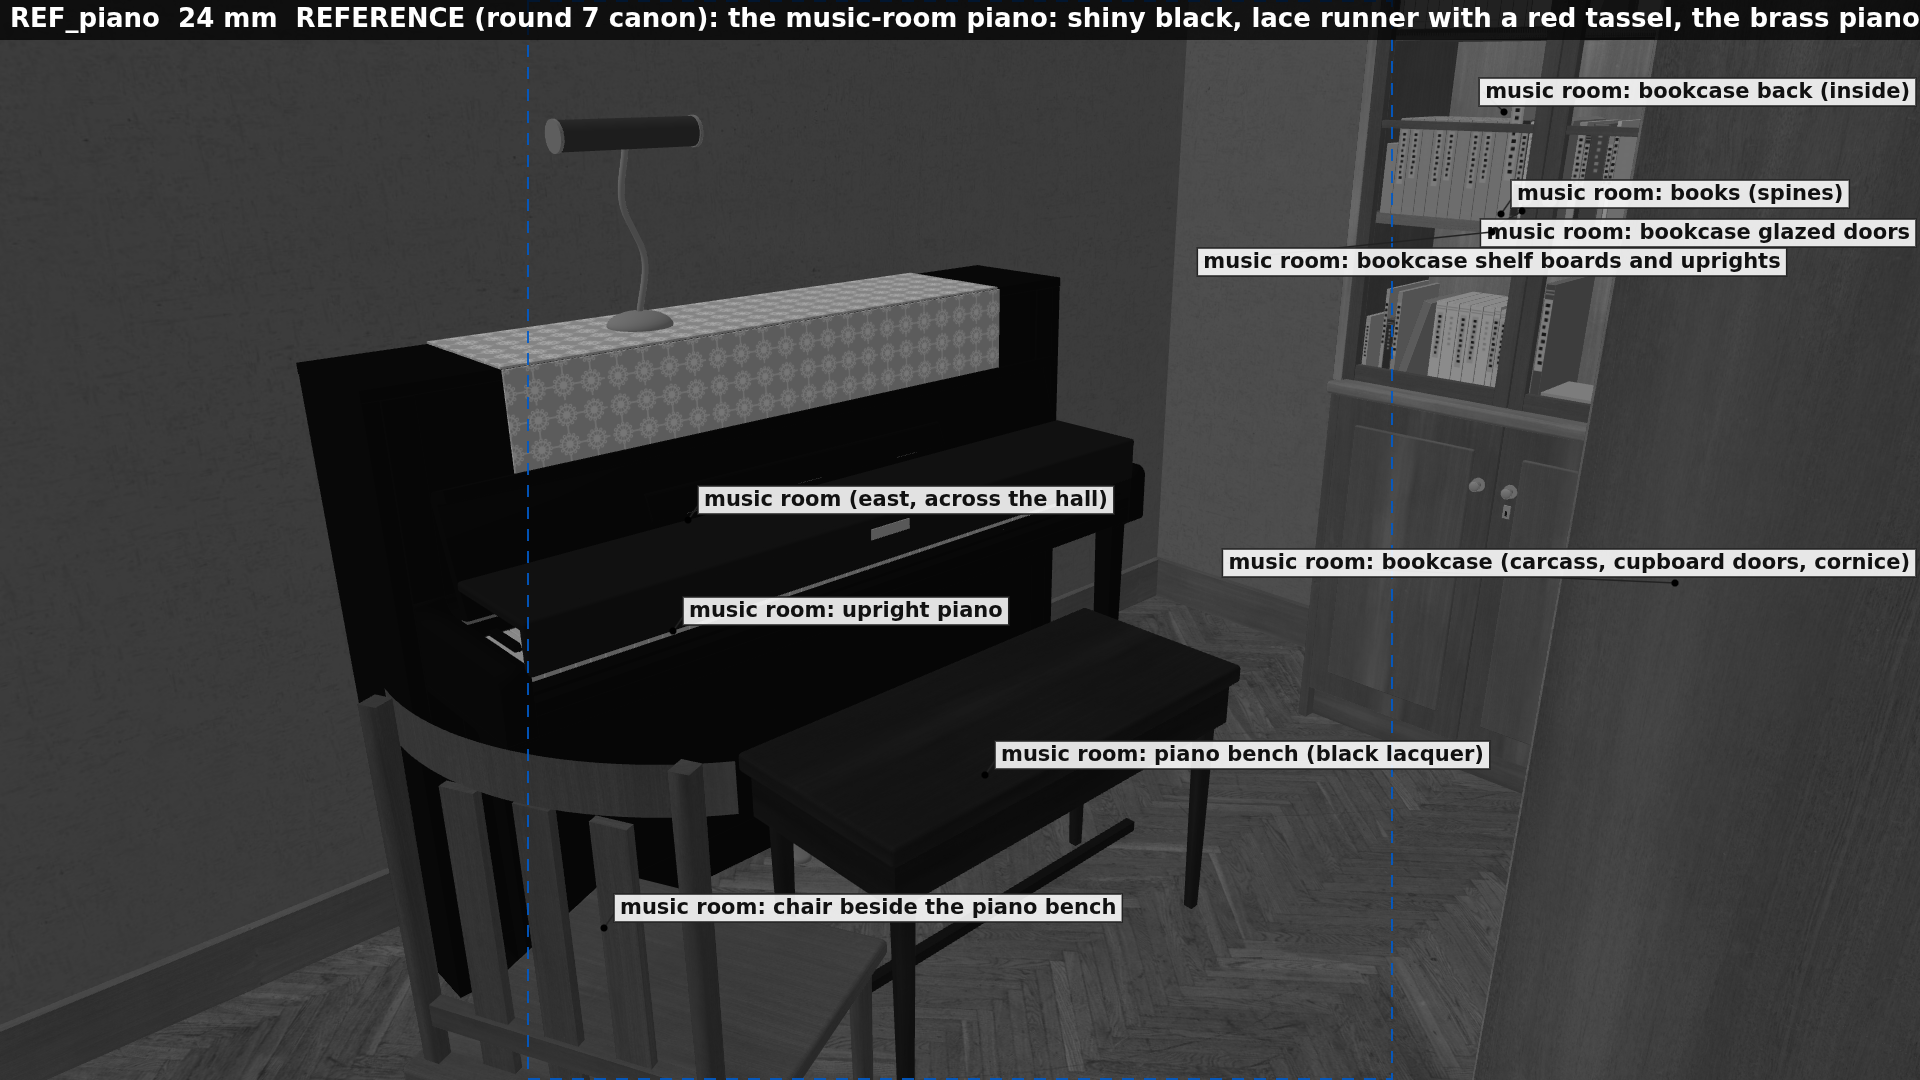 REF_piano 24 mm REFERENCE (round 7 canon): the music-room piano: shiny black, lace runner with a red tassel, the brass piano
music room: bookcase back (inside)
music room: books (spines)
music room: bookcase glazed doors
music room: bookcase shelf boards and uprights
music room (east, across the hall)
music room: bookcase (carcass, cupboard doors, cornice)
music room: upright piano
music room: piano bench (black lacquer)
music room: chair beside the piano bench